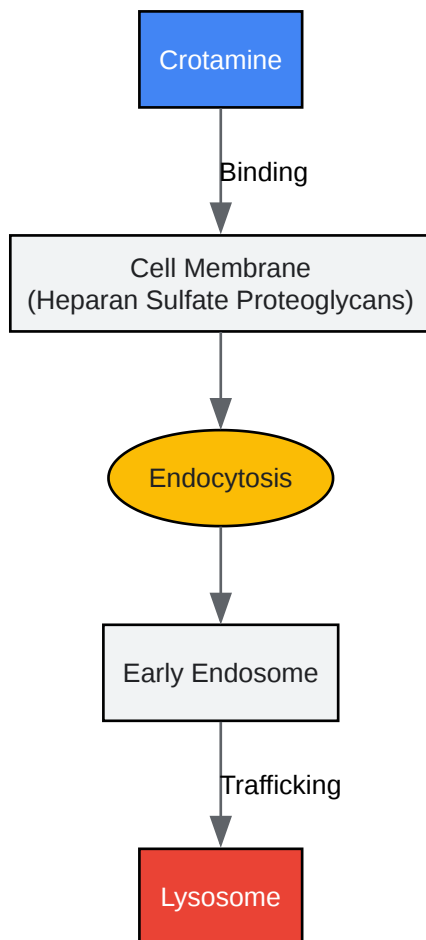 Crotamine
Binding
Cell Membrane
(Heparan Sulfate Proteoglycans)
Endocytosis
Early Endosome
Trafficking
Lysosome